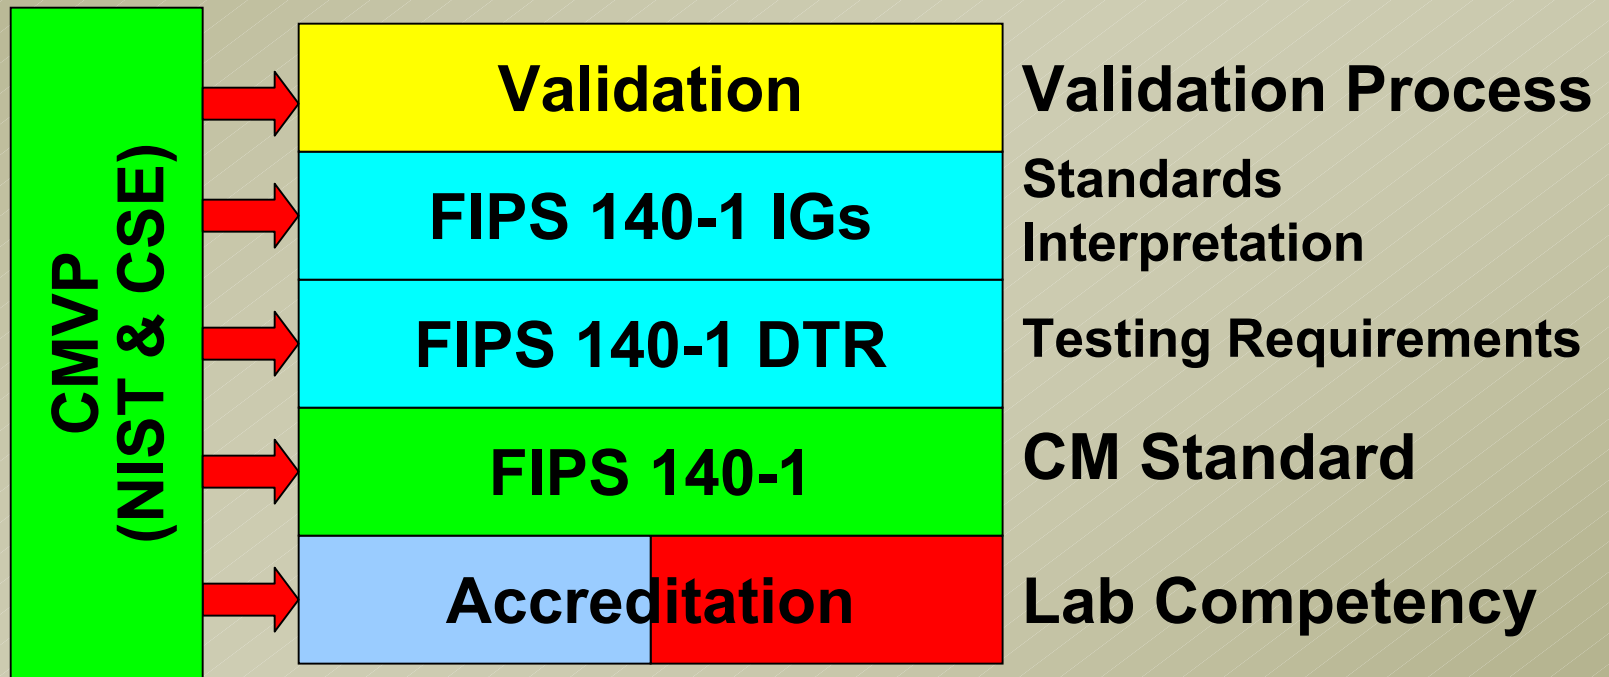 CMVP
(NIST & CSE)
Validation
Validation Process
FIPS 140-1 IGs
Standards
Interpretation
FIPS 140-1 DTR
Testing Requirements
FIPS 140-1
CM Standard
Accreditation
Lab Competency